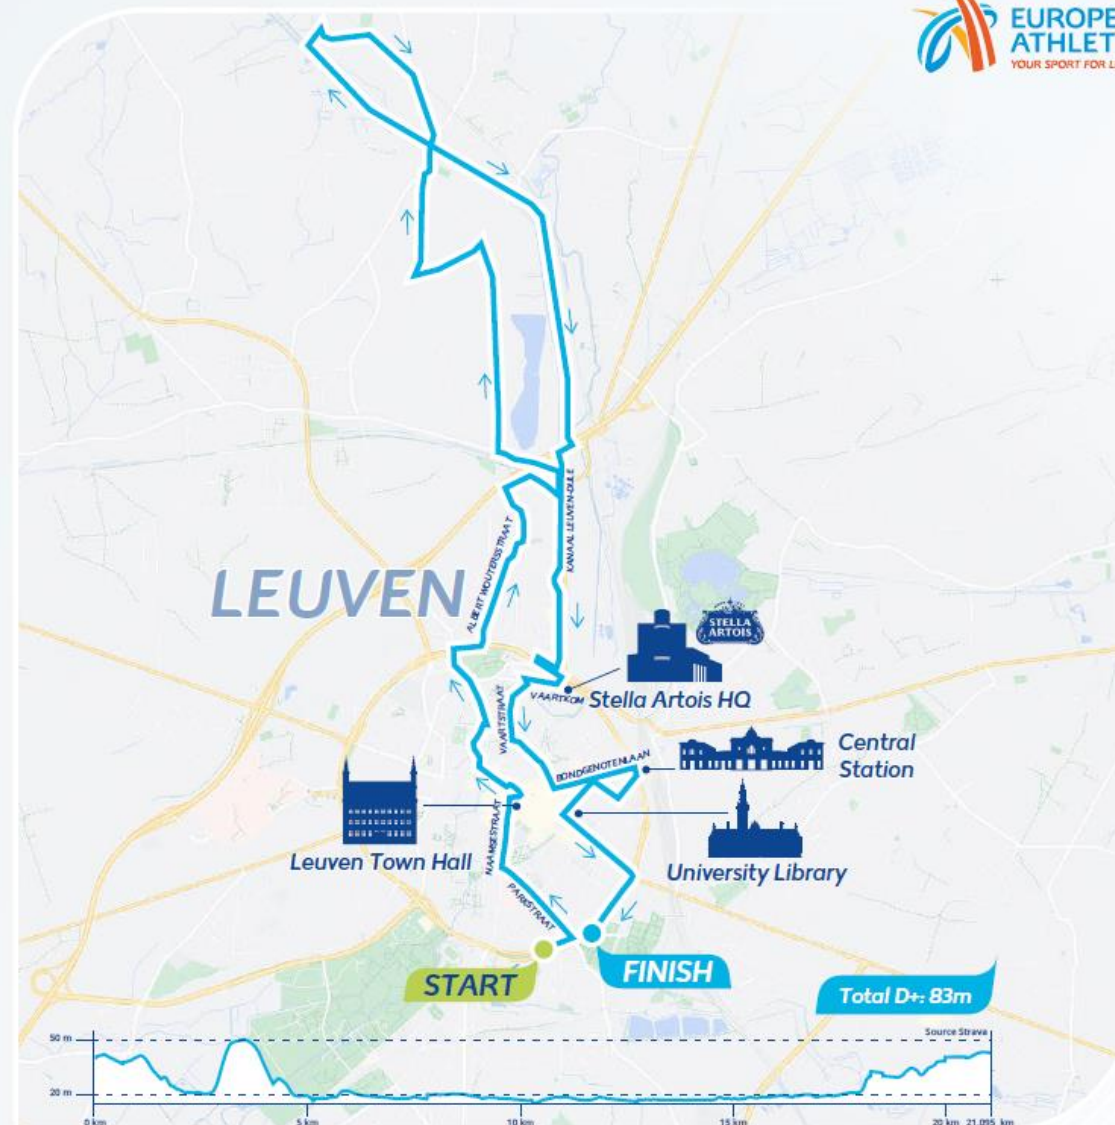 EUROPE
ATHLET
YOUR SPORT FOR L
KANAAL LEUVEN-DIJLE
ALBERT WOUTERSSTRAAT
LEUVEN
STELLA
ARTOIS
VAARTKOM
Stella Artois HQ
VAARTSTRAAT
BONDGENOTENLAAN
Central
Station
NAAMSESTRAAT
Leuven Town Hall
University Library
PARKSTRAAT
START
FINISH
Total D+: 83m
Source Strava
50 m
20 m
0 km
5 km
10 km
15 km
20 km
21.095 km